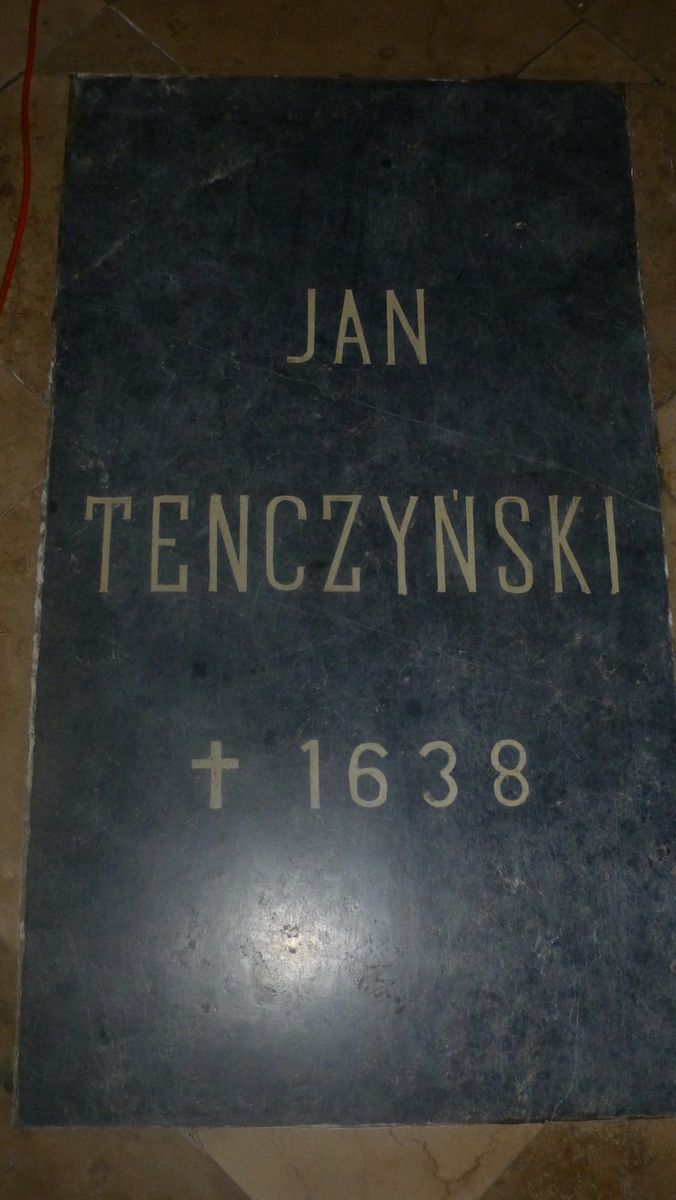 JAN
TENCZYŃSKI
✝ 1638